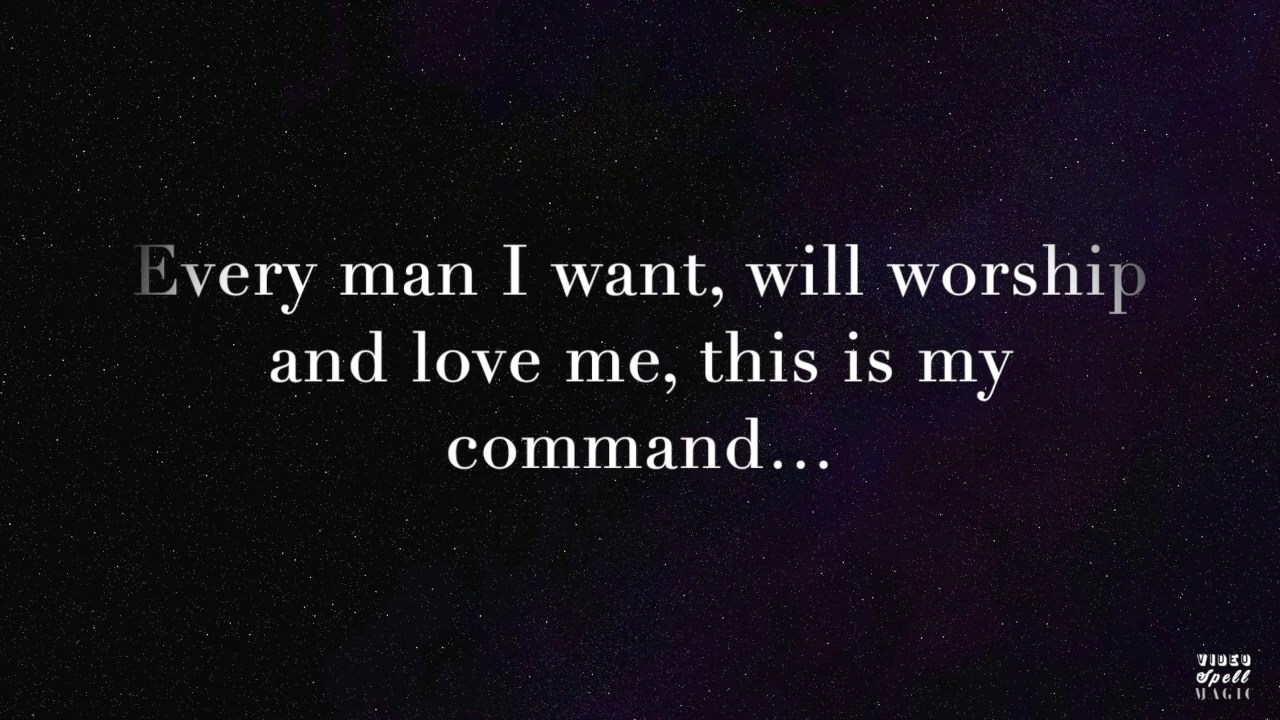 Every man I want, will worship
and love me, this is my
command...
VIDEO
Spell
MAGIC